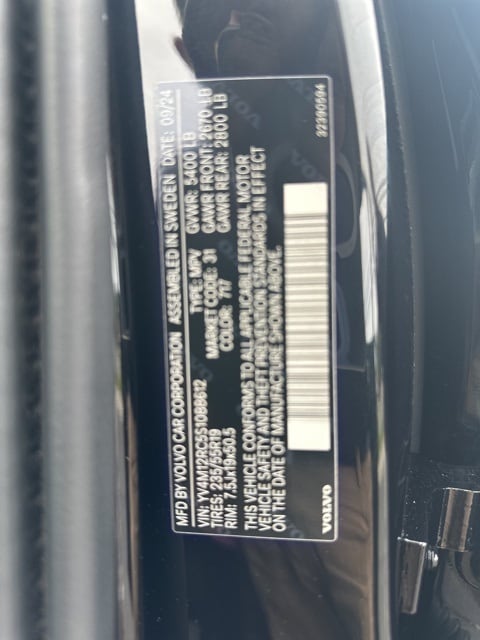 MFD BY VOLVO CAR CORPORATION ASSEMBLED IN SWEDEN DATE: 09/24
VIN: YV4M12RC5S1088612 TYPE: MPV GVWR: 5400 LB
TIRES: 235/55R19 MARKET CODE: 31 GAWR FRONT: 2670 LB
RIM: 7.5JX19x50.5 COLOR: 717 GAWR REAR: 2800 LB
THIS VEHICLE CONFORMS TO ALL APPLICABLE FEDERAL MOTOR
VEHICLE SAFETY AND THEFT PREVENTION STANDARDS IN EFFECT
ON THE DATE OF MANUFACTURE SHOWN ABOVE.
VOLVO 32390594